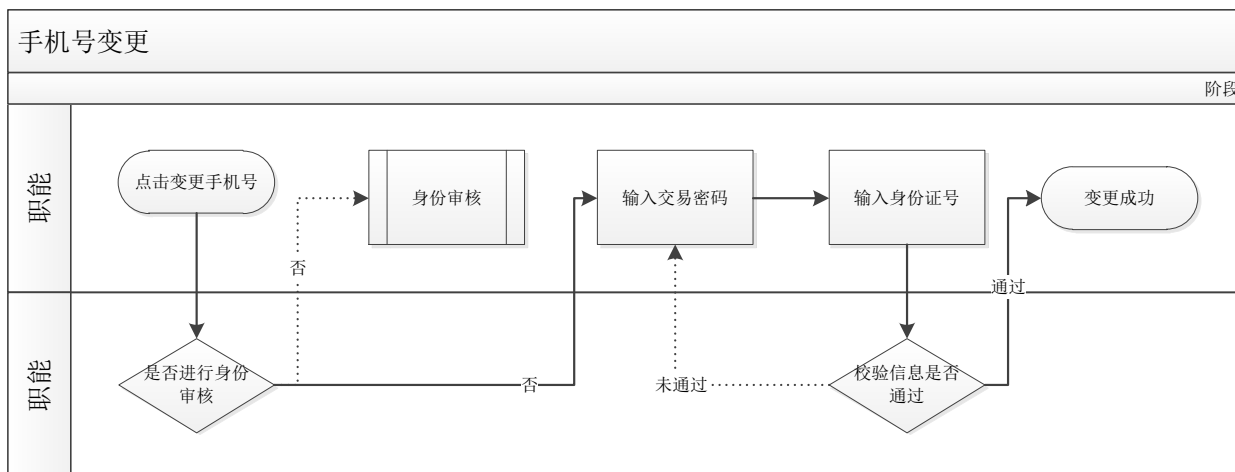 手机号变更
阶段
职能
点击变更手机号
身份审核
输入交易密码
输入身份证号
变更成功
否
通过
职能
是否进行身份
审核
否
未通过
校验信息是否
通过